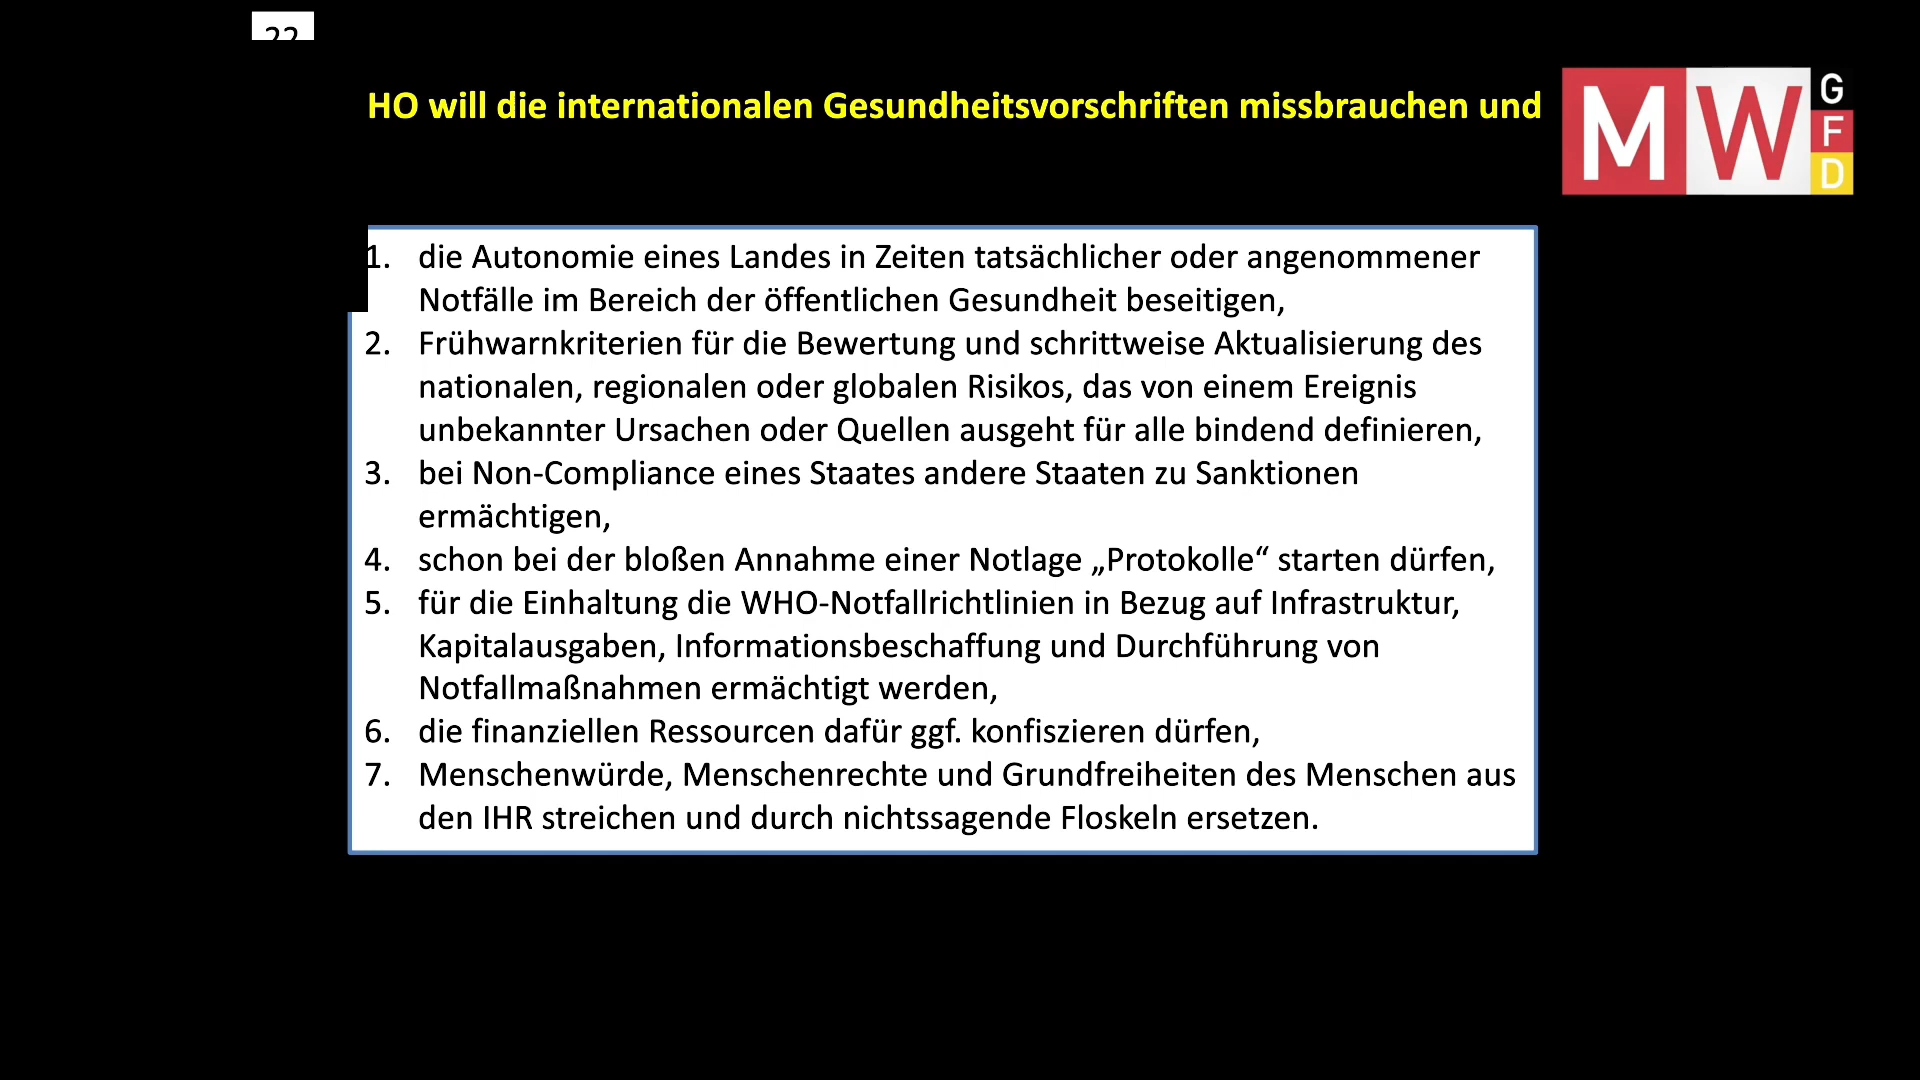 22
HO will die internationalen Gesundheitsvorschriften missbrauchen und
MW
G
F
D
1. die Autonomie eines Landes in Zeiten tatsächlicher oder angenommener
Notfälle im Bereich der öffentlichen Gesundheit beseitigen,
2. Frühwarnkriterien für die Bewertung und schrittweise Aktualisierung des
nationalen, regionalen oder globalen Risikos, das von einem Ereignis
unbekannter Ursachen oder Quellen ausgeht für alle bindend definieren,
3. bei Non-Compliance eines Staates andere Staaten zu Sanktionen
ermächtigen,
4. schon bei der bloßen Annahme einer Notlage „Protokolle“ starten dürfen,
5. für die Einhaltung die WHO-Notfallrichtlinien in Bezug auf Infrastruktur,
Kapitalausgaben, Informationsbeschaffung und Durchführung von
Notfallmaßnahmen ermächtigt werden,
6. die finanziellen Ressourcen dafür ggf. konfiszieren dürfen,
7. Menschenwürde, Menschenrechte und Grundfreiheiten des Menschen aus
den IHR streichen und durch nichtssagende Floskeln ersetzen.